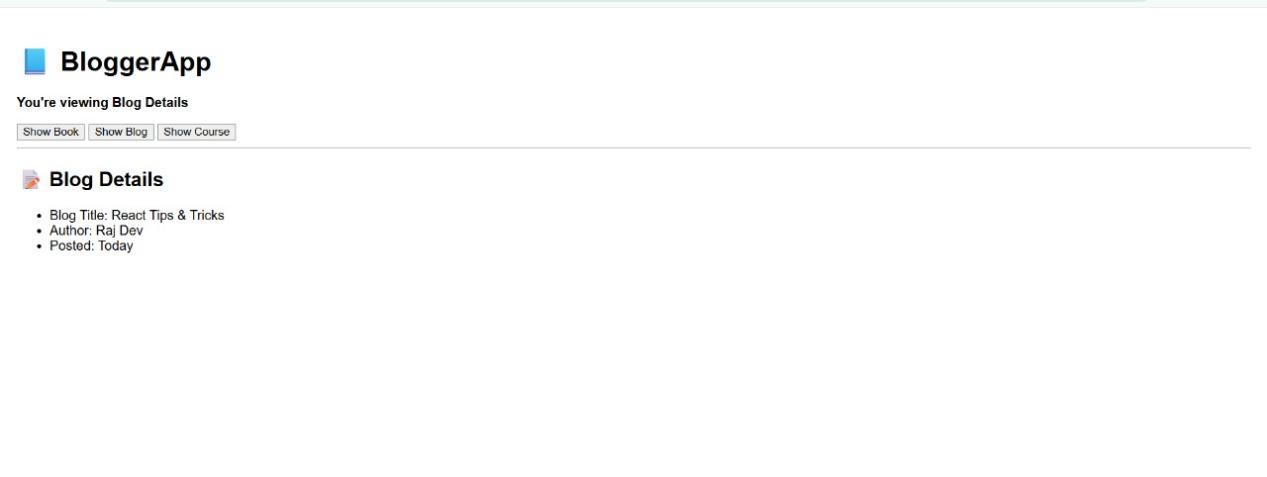 BloggerApp
You're viewing Blog Details
Show Book Show Blog Show Course
Blog Details
• Blog Title: React Tips & Tricks
• Author: Raj Dev
• Posted: Today